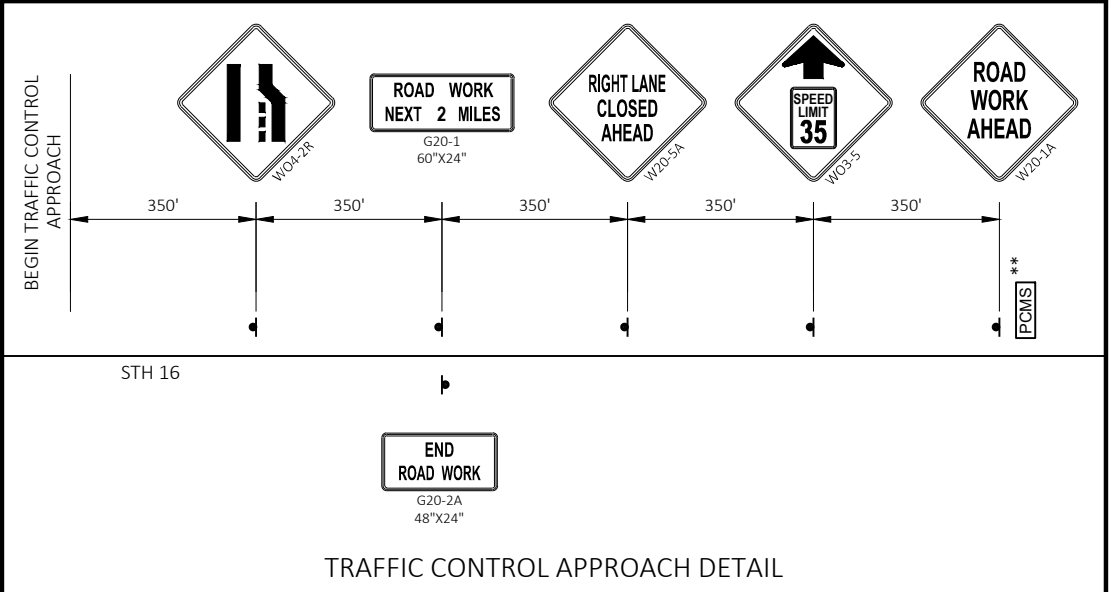 BEGIN TRAFFIC CONTROL
APPROACH
WO4-2R
ROAD WORK
NEXT 2 MILES
G20-1
60"X24"
RIGHT LANE
CLOSED
AHEAD
W20-5A
SPEED
LIMIT
35
WO3-5
ROAD
WORK
AHEAD
W20-1A
350'
350'
350'
350'
350'
**
PCMS
STH 16
END
ROAD WORK
G20-2A
48"X24"
TRAFFIC CONTROL APPROACH DETAIL